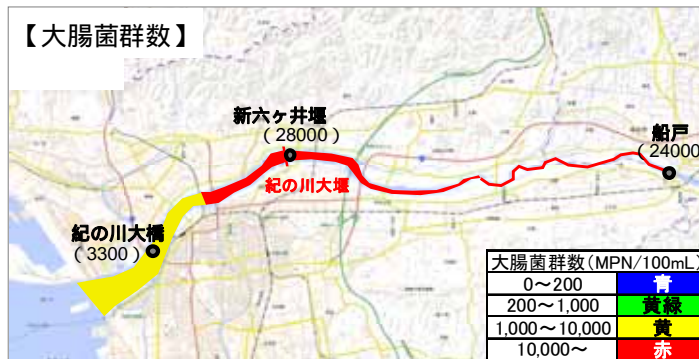 【大腸菌群数】
新六ヶ井堰
（28000）
船戸
（24000）
紀の川大堰
紀の川大橋
（3300）
大腸菌群数(MPN/100mL)
0～200 青
200～1,000 黄緑
1,000～10,000 黄
10,000～ 赤